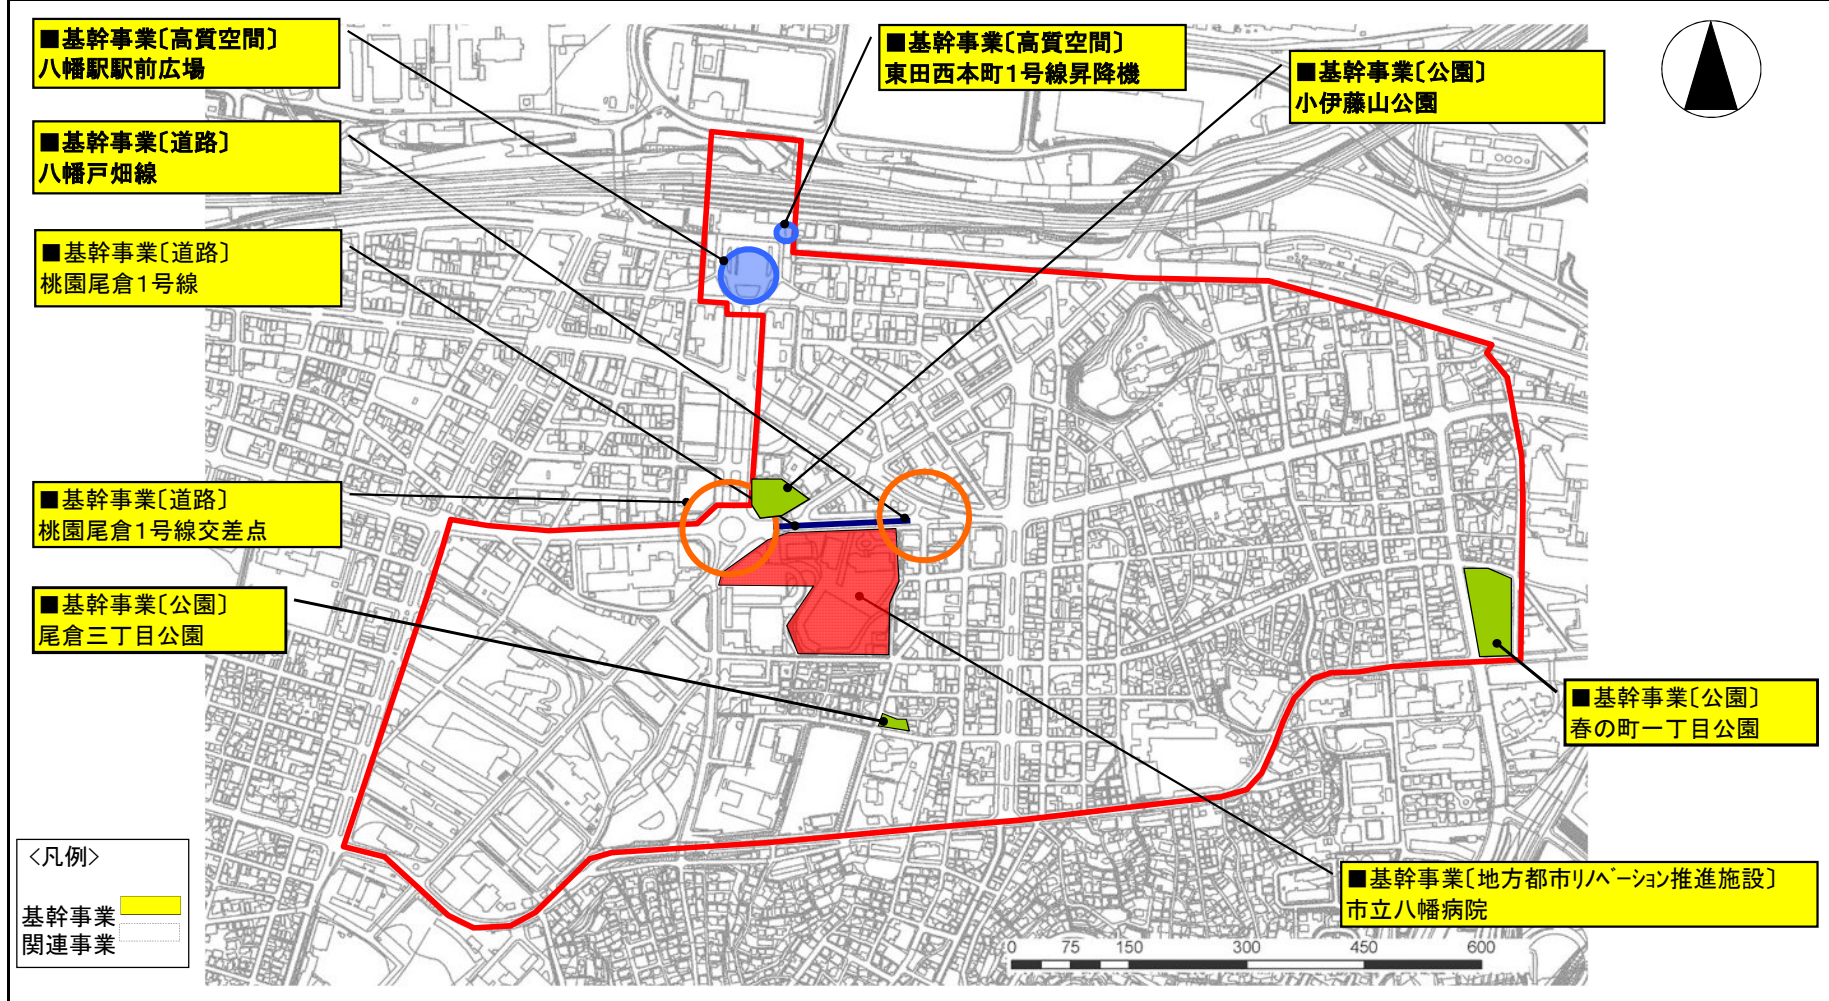 ■基幹事業〔高質空間〕
八幡駅駅前広場
■基幹事業〔高質空間〕
東田西本町1号線昇降機
■基幹事業〔公園〕
小伊藤山公園
■基幹事業〔道路〕
八幡戸畑線
■基幹事業〔道路〕
桃園尾倉1号線
■基幹事業〔道路〕
桃園尾倉1号線交差点
■基幹事業〔公園〕
尾倉三丁目公園
■基幹事業〔公園〕
春の町一丁目公園
■基幹事業〔地方都市ﾘﾉﾍﾞｰｼｮﾝ推進施設〕
市立八幡病院
<凡例>
基幹事業
関連事業
0 75 150 300 450 600